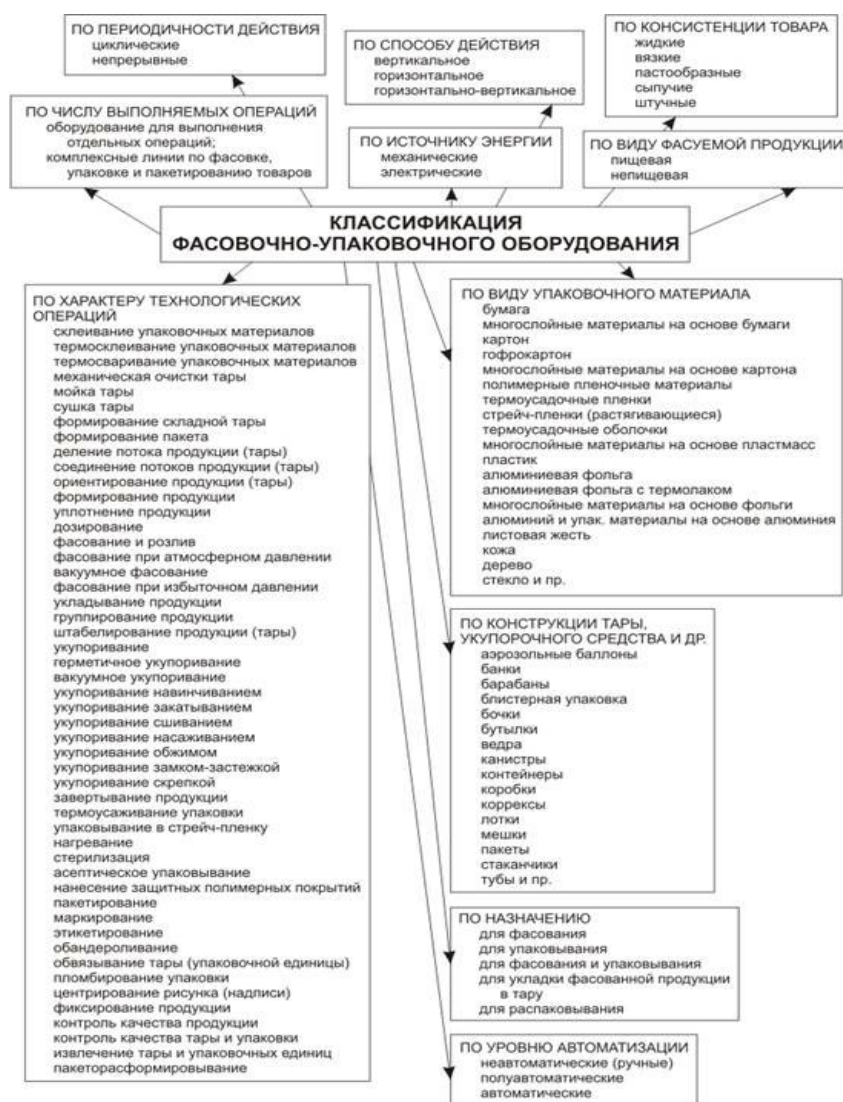 ПО ПЕРИОДИЧНОСТИ ДЕЙСТВИЯ
циклические
непрерывные
ПО СПОСОБУ ДЕЙСТВИЯ
вертикальное
горизонтальное
горизонтально-вертикальное
ПО КОНСИСТЕНЦИИ ТОВАРА
жидкие
вязкие
пастообразные
сыпучие
штучные
ПО ЧИСЛУ ВЫПОЛНЯЕМЫХ ОПЕРАЦИЙ
оборудование для выполнения
отдельных операций;
комплексные линии по фасовке,
упаковке и пакетированию товаров
ПО ИСТОЧНИКУ ЭНЕРГИИ
механические
электрические
ПО ВИДУ ФАСУЕМОЙ ПРОДУКЦИИ
пищевая
непищевая
КЛАССИФИКАЦИЯ
ФАСОВОЧНО-УПАКОВОЧНОГО ОБОРУДОВАНИЯ
ПО ХАРАКТЕРУ ТЕХНОЛОГИЧЕСКИХ
ОПЕРАЦИЙ
склеивание упаковочных материалов
термосклеивание упаковочных материалов
термосваривание упаковочных материалов
механическая очистки тары
мойка тары
сушка тары
формирование складной тары
формирование пакета
деление потока продукции (тары)
соединение потоков продукции (тары)
ориентирование продукции (тары)
формирование продукции
уплотнение продукции
дозирование
фасование и розлив
фасование при атмосферном давлении
вакуумное фасование
фасование при избыточном давлении
укладывание продукции
группирование продукции
штабелирование продукции (тары)
укупоривание
герметичное укупоривание
вакуумное укупоривание
укупоривание навинчиванием
укупоривание закатыванием
укупоривание сшиванием
укупоривание насаживанием
укупоривание обжимом
укупоривание замком-застежкой
укупоривание скрепкой
завертывание продукции
термоусаживание упаковки
упаковывание в стрейч-пленку
нагревание
стерилизация
асептическое упаковывание
нанесение защитных полимерных покрытий
пакетирование
маркирование
этикетирование
обандероливание
обвязывание тары (упаковочной единицы)
пломбирование упаковки
центрирование рисунка (надписи)
фиксирование продукции
контроль качества продукции
контроль качества тары и упаковки
извлечение тары и упаковочных единиц
пакеторасформировывание
ПО ВИДУ УПАКОВОЧНОГО МАТЕРИАЛА
бумага
многослойные материалы на основе бумаги
картон
гофрокартон
многослойные материалы на основе картона
полимерные пленочные материалы
термоусадочные пленки
стрейч-пленки (растягивающиеся)
термоусадочные оболочки
многослойные материалы на основе пластмасс
пластик
алюминиевая фольга
алюминиевая фольга с термолаком
многослойные материалы на основе фольги
алюминий и упак. материалы на основе алюминия
листовая жесть
кожа
дерево
стекло и пр.
ПО КОНСТРУКЦИИ ТАРЫ,
УКУПОРОЧНОГО СРЕДСТВА И ДР.
аэрозольные баллоны
банки
барабаны
блистерная упаковка
бочки
бутылки
ведра
канистры
контейнеры
коробки
коррексы
лотки
мешки
пакеты
стаканчики
тубы и пр.
ПО НАЗНАЧЕНИЮ
для фасования
для упаковывания
для фасования и упаковывания
для укладки фасованной продукции
в тару
для распаковывания
ПО УРОВНЮ АВТОМАТИЗАЦИИ
неавтоматические (ручные)
полуавтоматические
автоматические